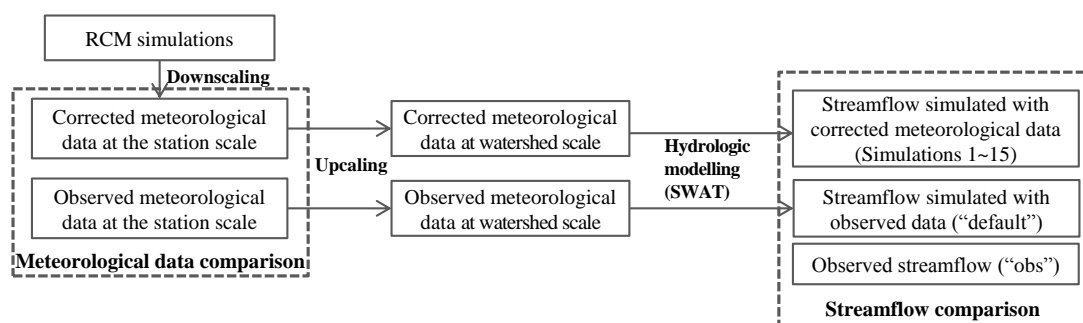 RCM simulations
Downscaling
Corrected meteorological
data at the station scale
Corrected meteorological
data at watershed scale
Streamflow simulated with
corrected meteorological data
(Simulations 1~15)
Upcaling
Hydrologic
modelling
(SWAT)
Observed meteorological
data at the station scale
Observed meteorological
data at watershed scale
Streamflow simulated with
observed data (“default”)
Meteorological data comparison
Observed streamflow (“obs”)
Streamflow comparison